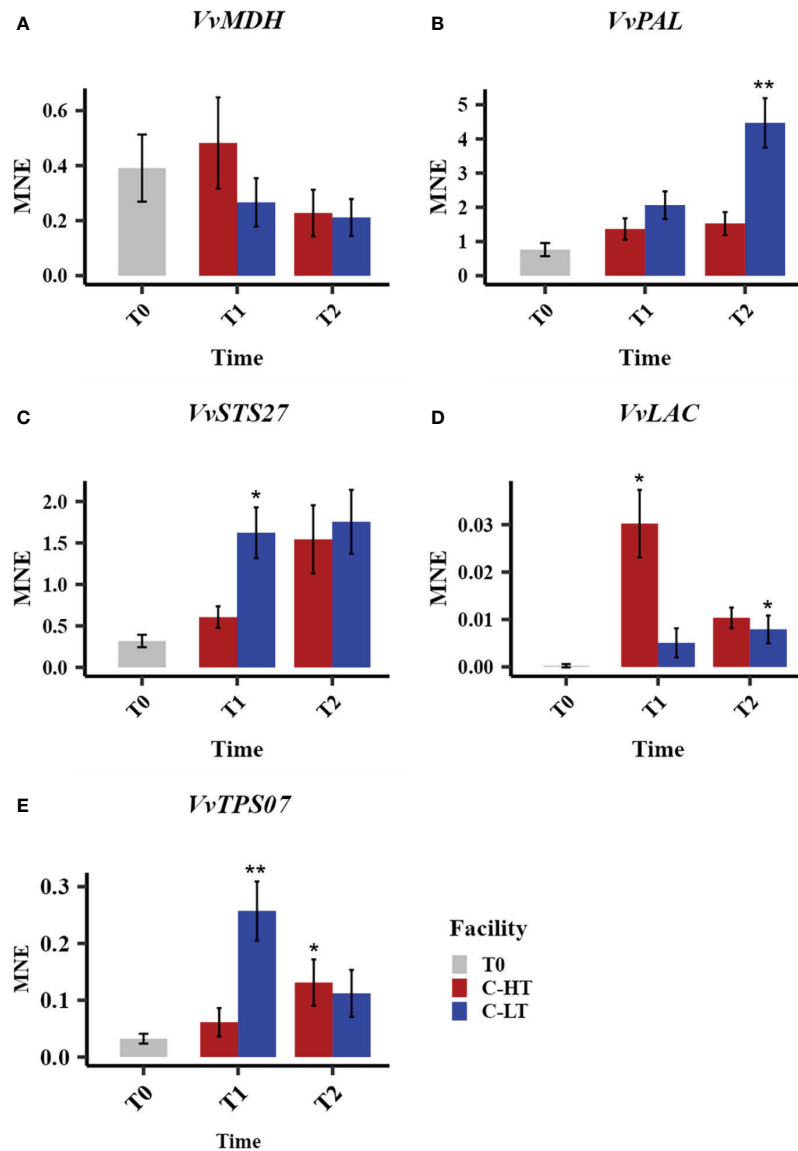 A
VvMDH
MNE
0.6
0.4
0.2
0.0
T0
T1
T2
Time
B
VvPAL
MNE
5
4
3
2
1
0
**
T0
T1
T2
Time
C
VvSTS27
MNE
2.0
1.5
1.0
0.5
0.0
*
T0
T1
T2
Time
D
VvLAC
MNE
0.03
0.02
0.01
0.00
*
*
T0
T1
T2
Time
E
VvTPS07
MNE
0.3
0.2
0.1
0.0
**
*
T0
T1
T2
Time
Facility
T0
C-HT
C-LT